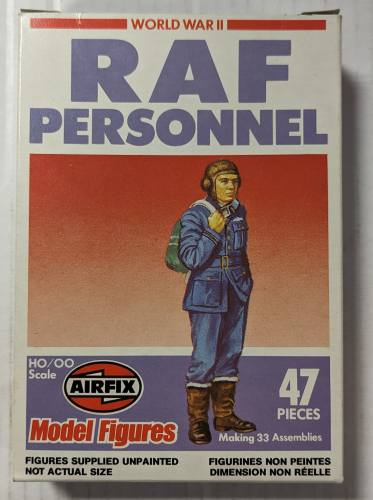 WORLD WAR II
RAF
PERSONNEL
HO/OO
Scale
AIRFIX
Model Figures
47
PIECES
Making 33 Assemblies
FIGURES SUPPLIED UNPAINTED
NOT ACTUAL SIZE
FIGURINES NON PEINTES
DIMENSION NON RÉELLE